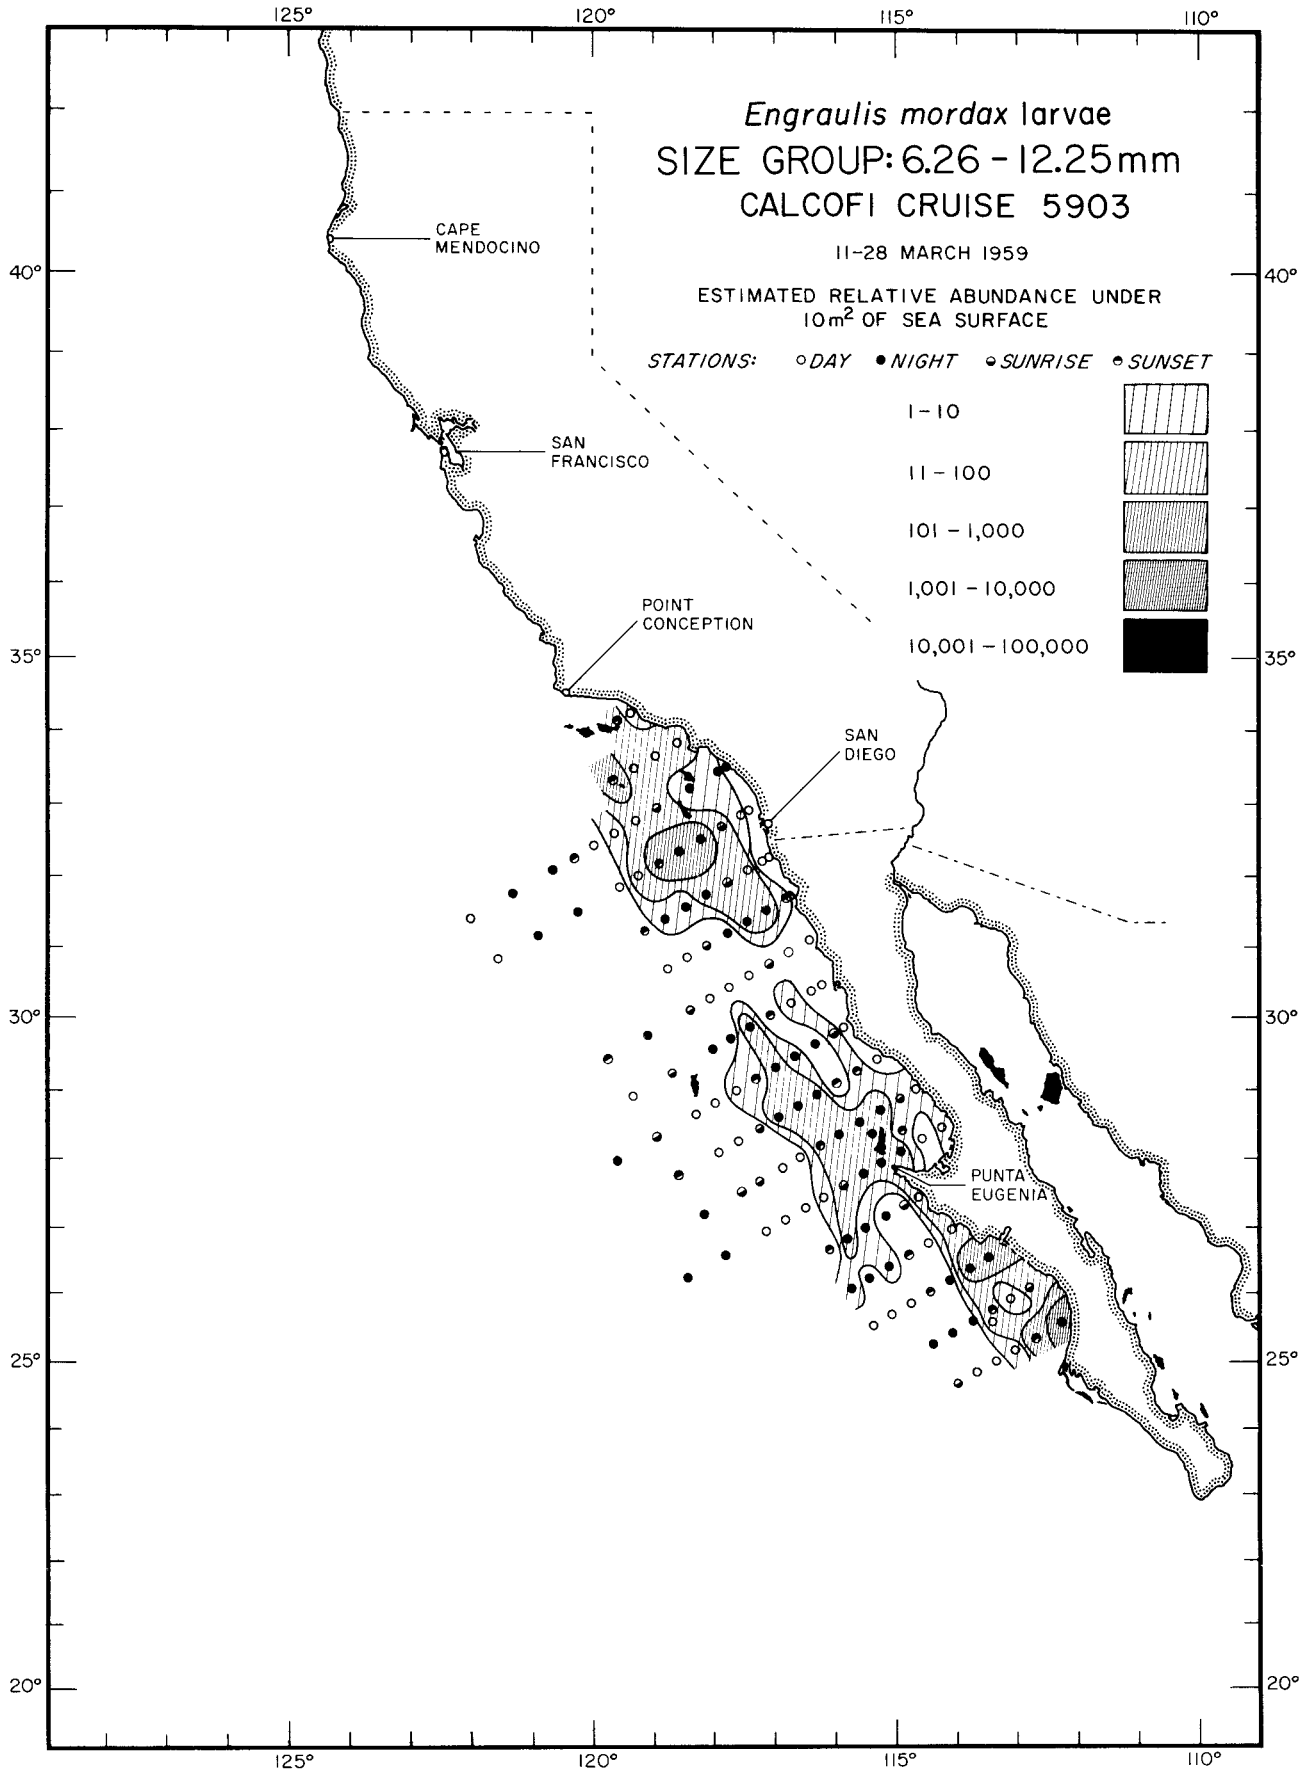 125°
120°
115°
110°
Engraulis mordax larvae
SIZE GROUP: 6.26 – 12.25 mm
CALCOFI CRUISE 5903
11–28 MARCH 1959
ESTIMATED RELATIVE ABUNDANCE UNDER
10 m² OF SEA SURFACE
STATIONS: DAY NIGHT SUNRISE SUNSET
1–10
11–100
101–1,000
1,001–10,000
10,001–100,000
CAPE
MENDOCINO
40°
40°
SAN
FRANCISCO
POINT
CONCEPTION
35°
35°
SAN
DIEGO
30°
30°
PUNTA
EUGENIA
25°
25°
20°
20°
125°
120°
115°
110°